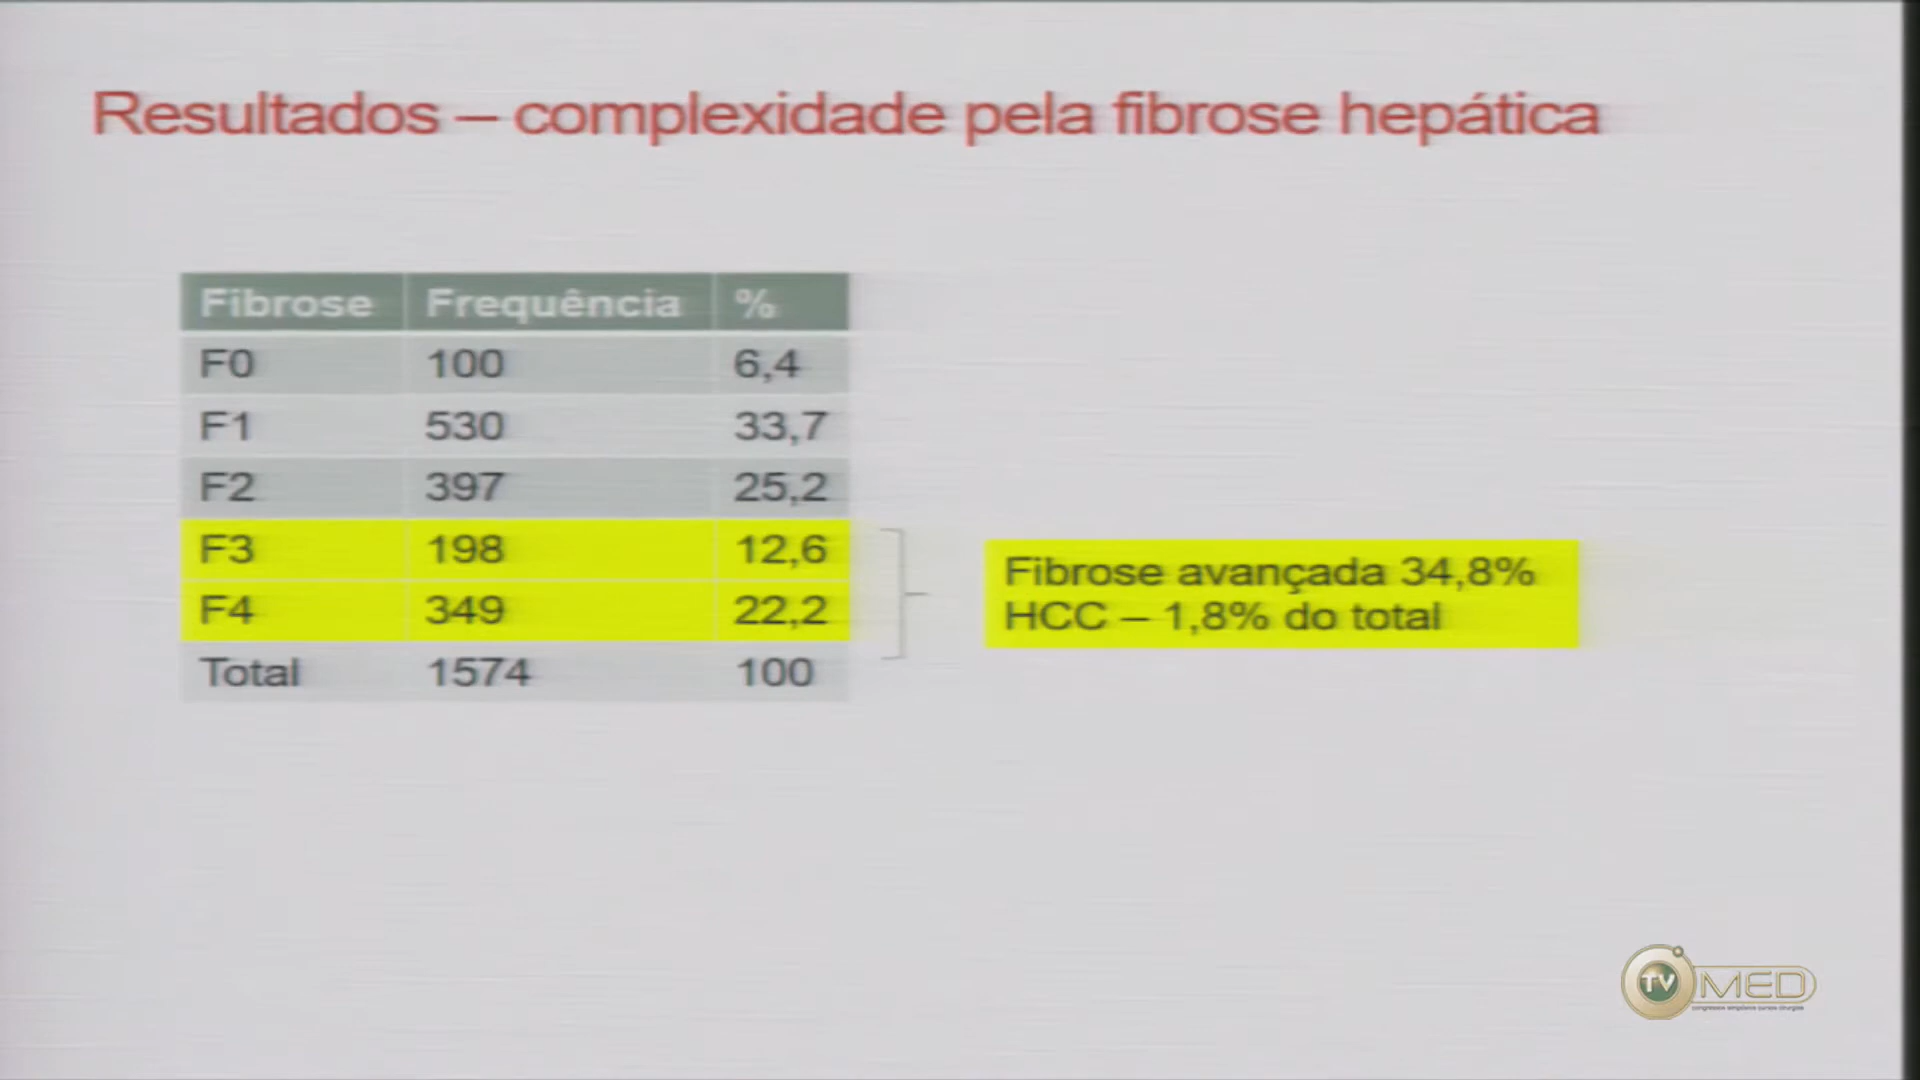 Resultados – complexidade pela fibrose hepática
Fibrose Frequência %
F0 100 6,4
F1 530 33,7
F2 397 25,2
F3 198 12,6
F4 349 22,2
Total 1574 100
Fibrose avançada 34,8%
HCC – 1,8% do total
TV MED